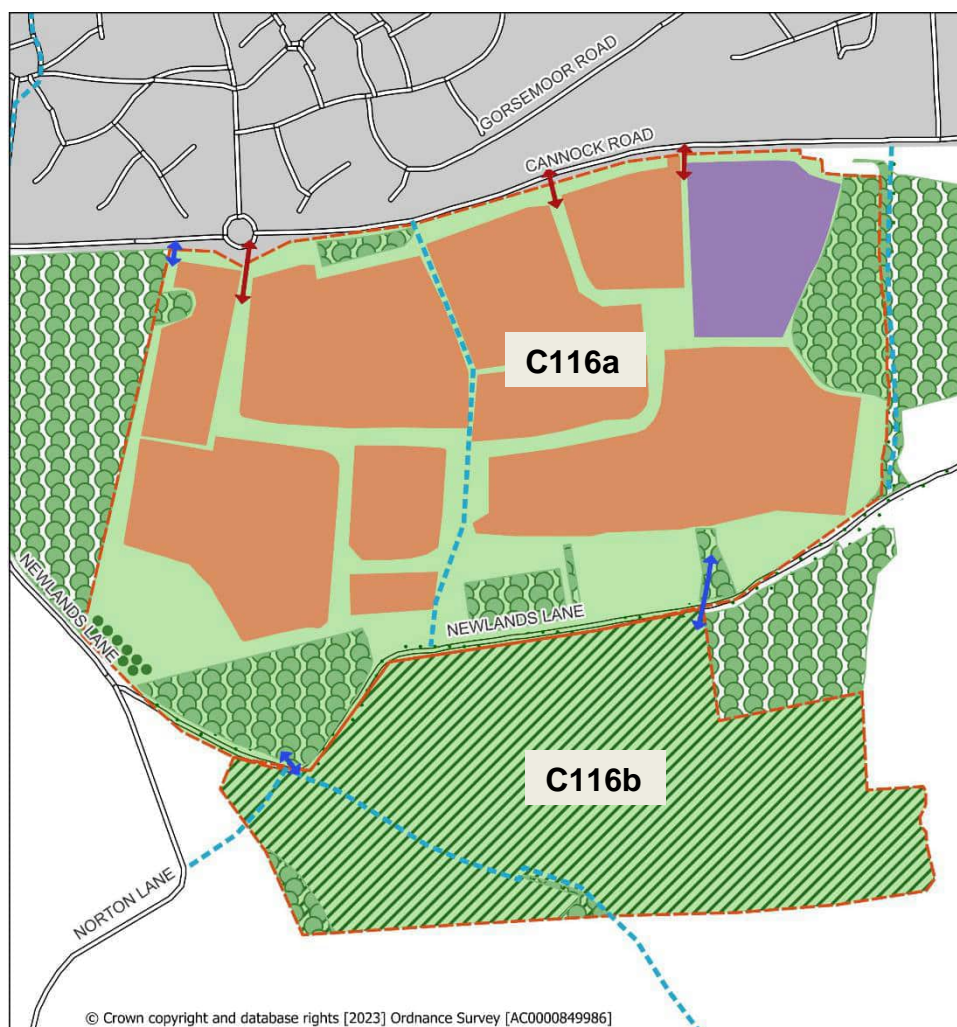 GORSEMOOR ROAD
CANNOCK ROAD
C116a
NEWLANDS LANE
NEWLANDS LANE
C116b
NORTON LANE
© Crown copyright and database rights [2023] Ordnance Survey [AC0000849986]